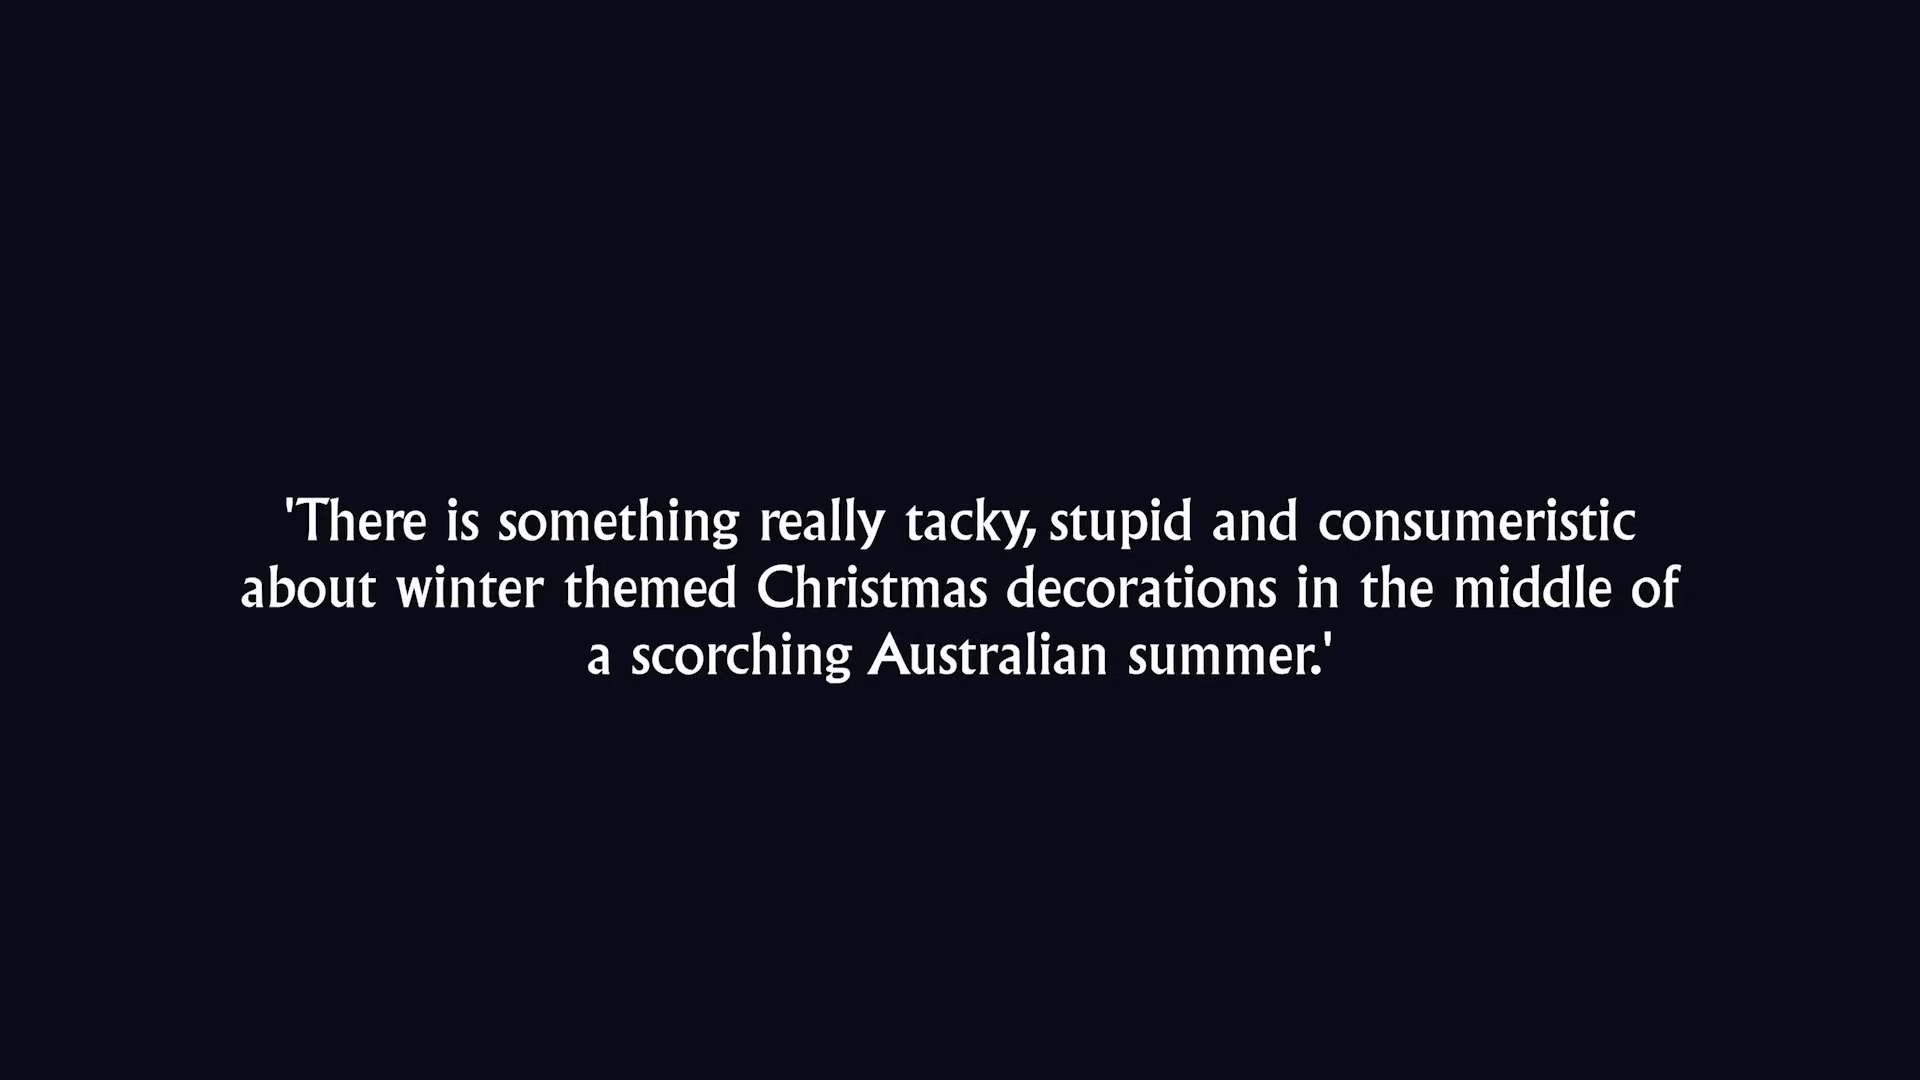 'There is something really tacky, stupid and consumeristic
about winter themed Christmas decorations in the middle of
a scorching Australian summer.'